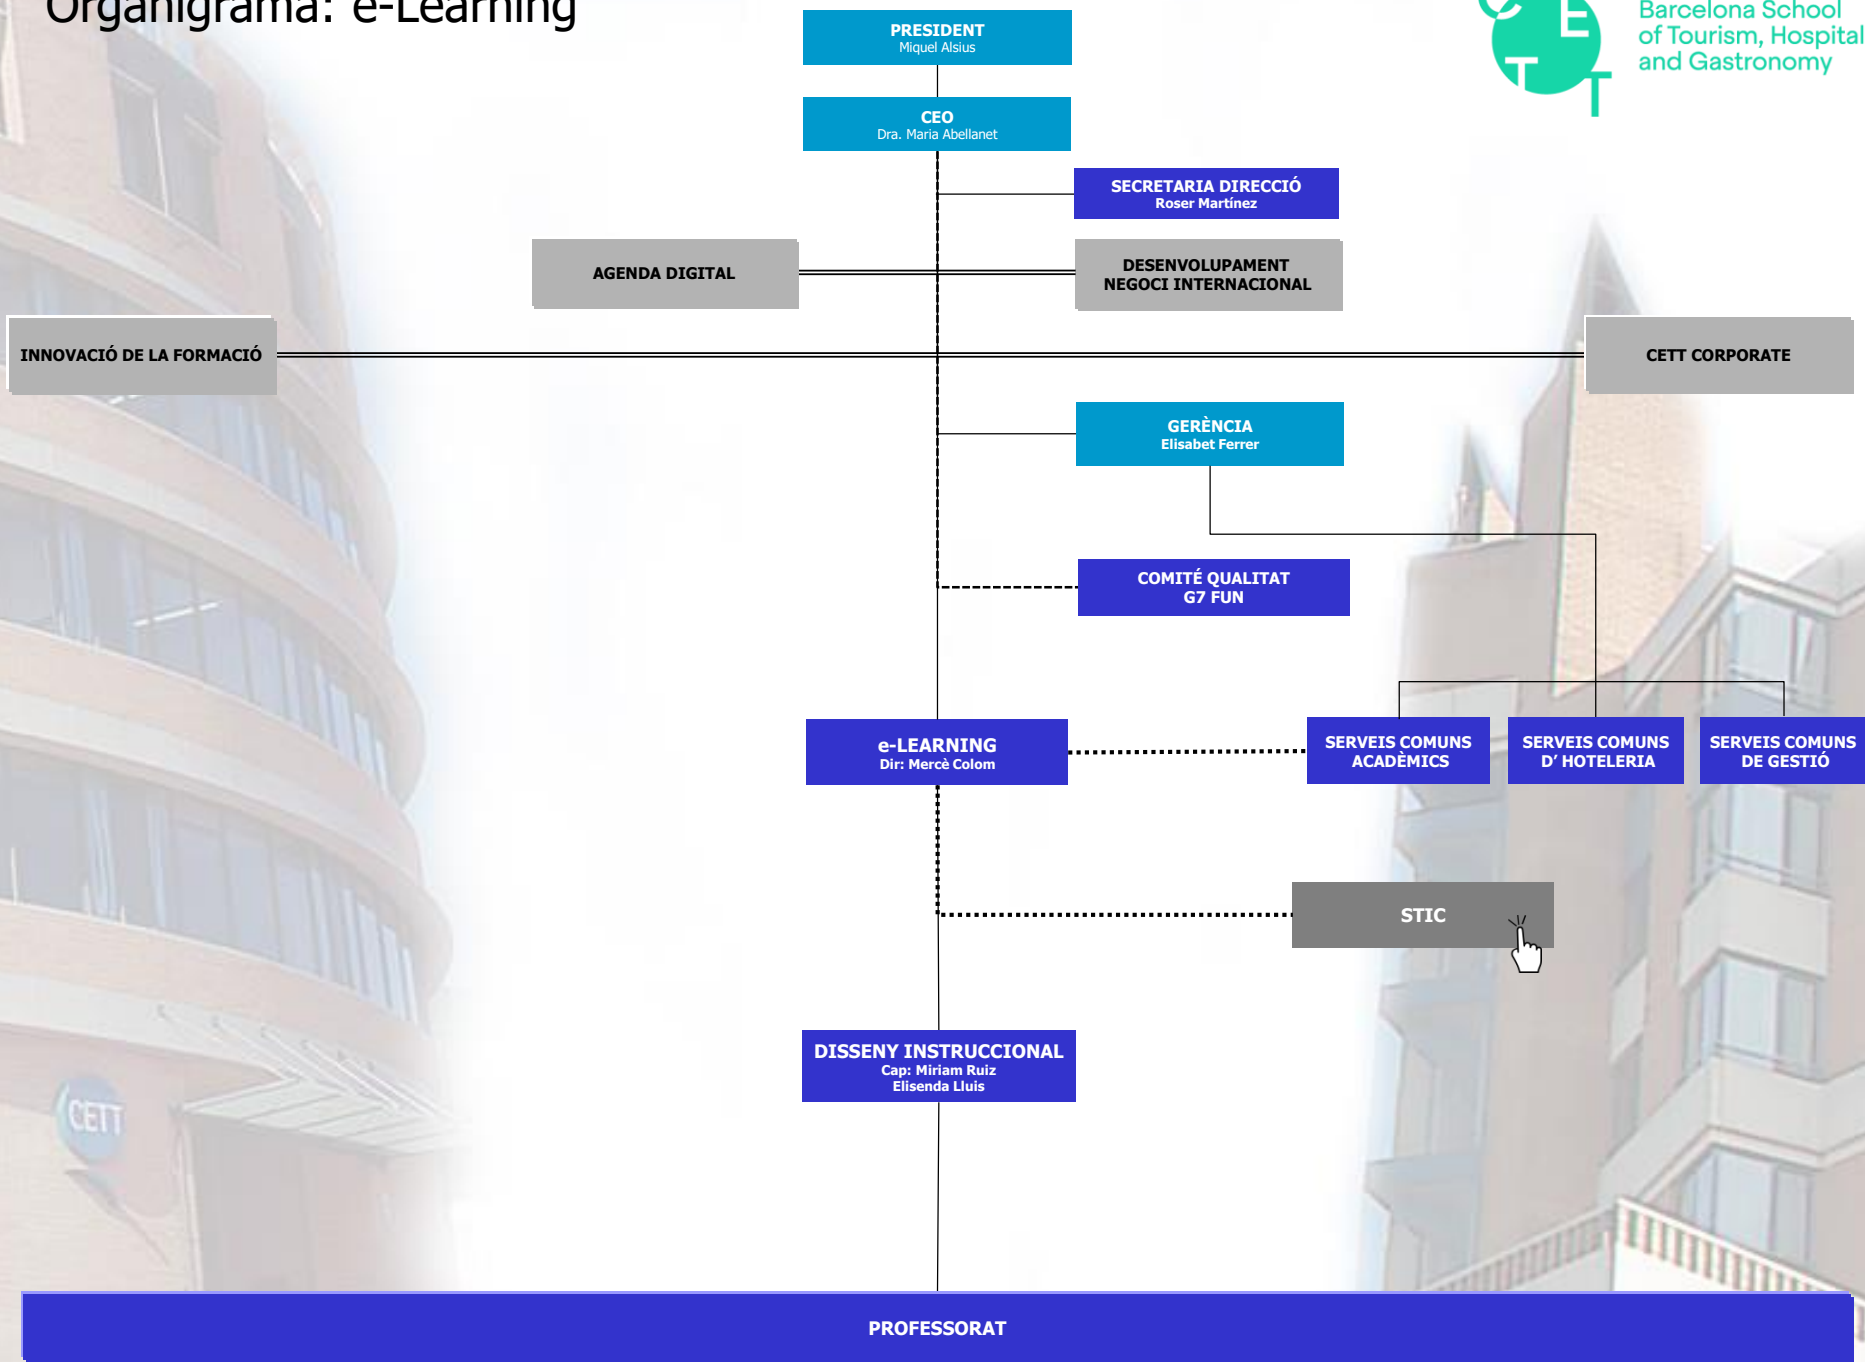 Organigrama: e-Learning
C E
T T
Barcelona School
of Tourism, Hospital
and Gastronomy
PRESIDENT
Miquel Alsius
CEO
Dra. Maria Abellanet
SECRETARIA DIRECCIÓ
Roser Martínez
AGENDA DIGITAL
DESENVOLUPAMENT
NEGOCI INTERNACIONAL
INNOVACIÓ DE LA FORMACIÓ
CETT CORPORATE
GERÈNCIA
Elisabet Ferrer
COMITÉ QUALITAT
G7 FUN
e-LEARNING
Dir: Mercè Colom
SERVEIS COMUNS
ACADÈMICS
SERVEIS COMUNS
D’ HOTELERIA
SERVEIS COMUNS
DE GESTIÓ
STIC
DISSENY INSTRUCCIONAL
Cap: Miriam Ruiz
Elisenda Lluis
CETT
PROFESSORAT